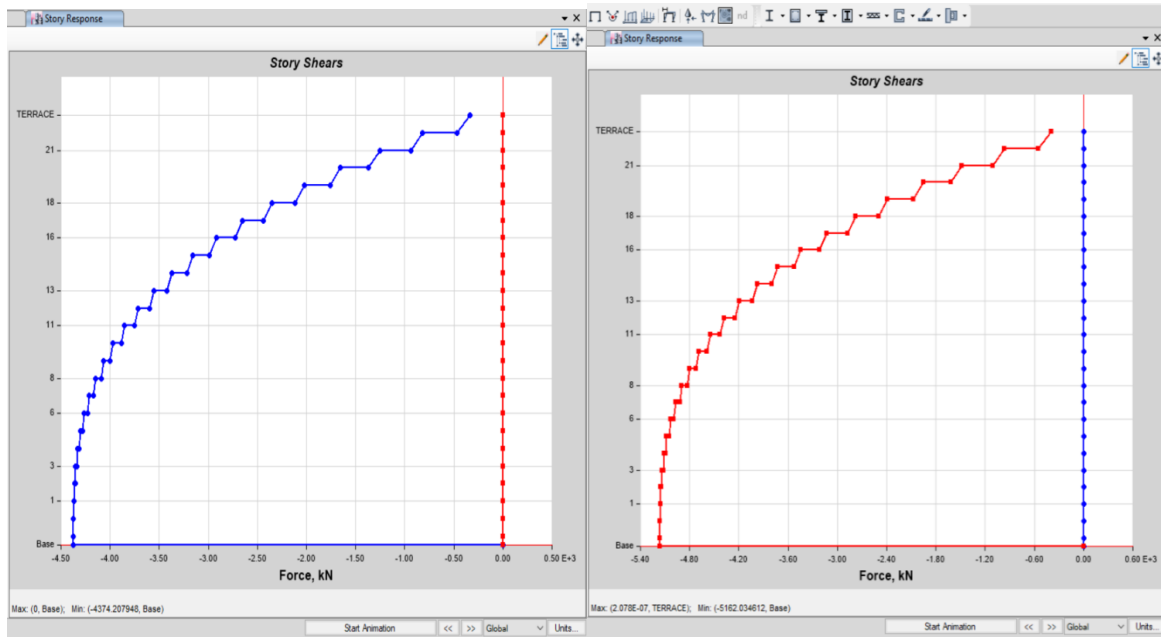 Story Response
Story Shears
TERRACE
21
18
16
13
11
8
6
3
1
Base
-4.50 -4.00 -3.50 -3.00 -2.50 -2.00 -1.50 -1.00 -0.50 0.00 0.50 E+3
Force, kN
Max: (0, Base); Min: (-4374.207948, Base)
Start Animation << >> Global Units...
nd
Story Response
Story Shears
TERRACE
21
18
16
13
11
8
6
3
1
Base
-5.40 -4.80 -4.20 -3.60 -3.00 -2.40 -1.80 -1.20 -0.60 0.00 0.60 E+3
Force, kN
Max: (2.078E-07, TERRACE); Min: (-5162.034612, Base)
Start Animation << >> Global Units...